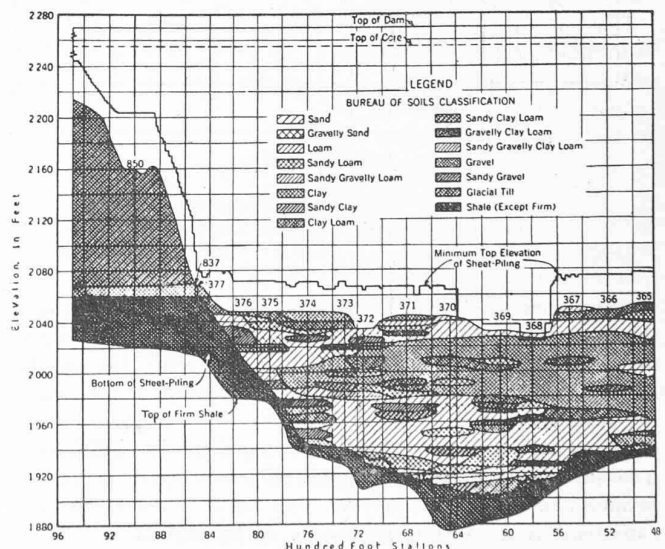 2 280
2 240
2 200
2 160
2 120
2 080
2 040
2 000
1 960
1 920
1 880
Elevation, in Feet
Top of Dam
Top of Core
LEGEND
BUREAU OF SOILS CLASSIFICATION
Sand
Gravelly Sand
Loam
Sandy Loam
Sandy Gravelly Loam
Clay
Sandy Clay
Clay Loam
Sandy Clay Loam
Gravelly Clay Loam
Sandy Gravelly Clay Loam
Gravel
Sandy Gravel
Glacial Till
Shale (Except Firm)
850
837
377
376
375
374
373
372
371
370
369
368
367
366
365
Minimum Top Elevation
of Sheet-Piling
Bottom of Sheet-Piling
Top of Firm Shale
96 92 88 84 80 76 72 68 64 60 56 52 48
Hundred Foot Stations